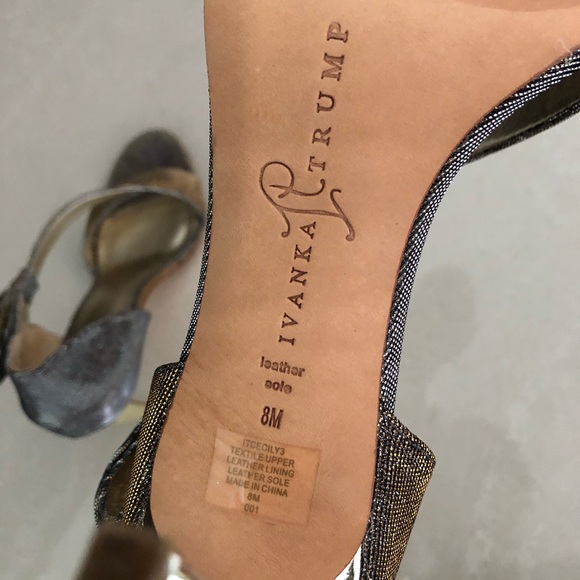 IVANKA TRUMP
IT
leather
sole
8M
ITCECILY3
TEXTILE UPPER
LEATHER LINING
LEATHER SOLE
MADE IN CHINA
8M
001